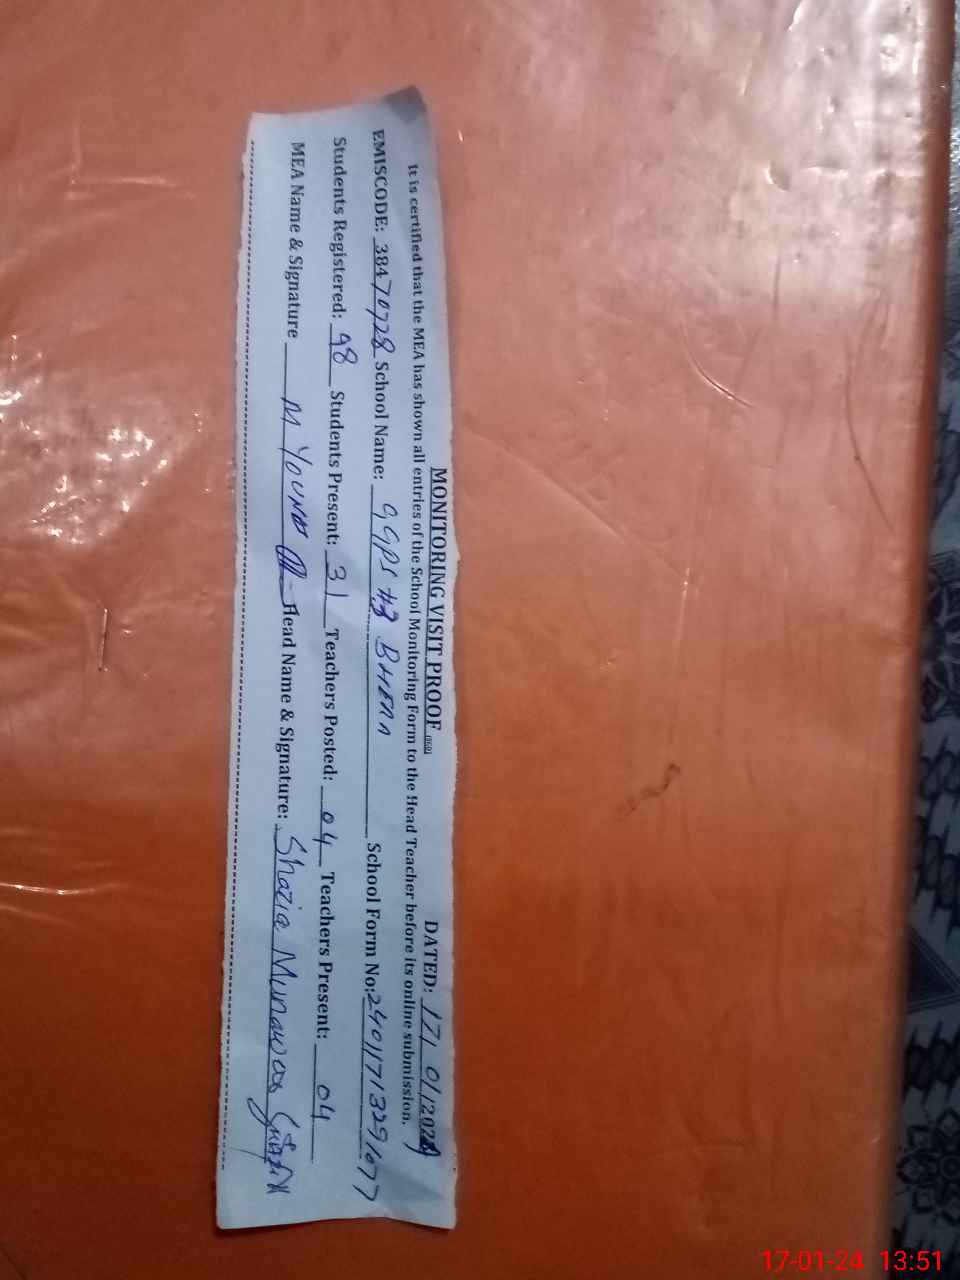 MONITORING VISIT PROOF DATED: 17/ 01/2024
It is certified that the MEA has shown all entries of the School Monitoring Form to the Head Teacher before its online submission.
EMISCODE: 38470728 School Name: GGPS #3 BHERA School Form No: 24011713291677
Students Registered: 98 Students Present: 31 Teachers Posted: 04 Teachers Present: 04
MEA Name & Signature M Head Name & Signature: Shazia Munawar
17-01-24 13:51